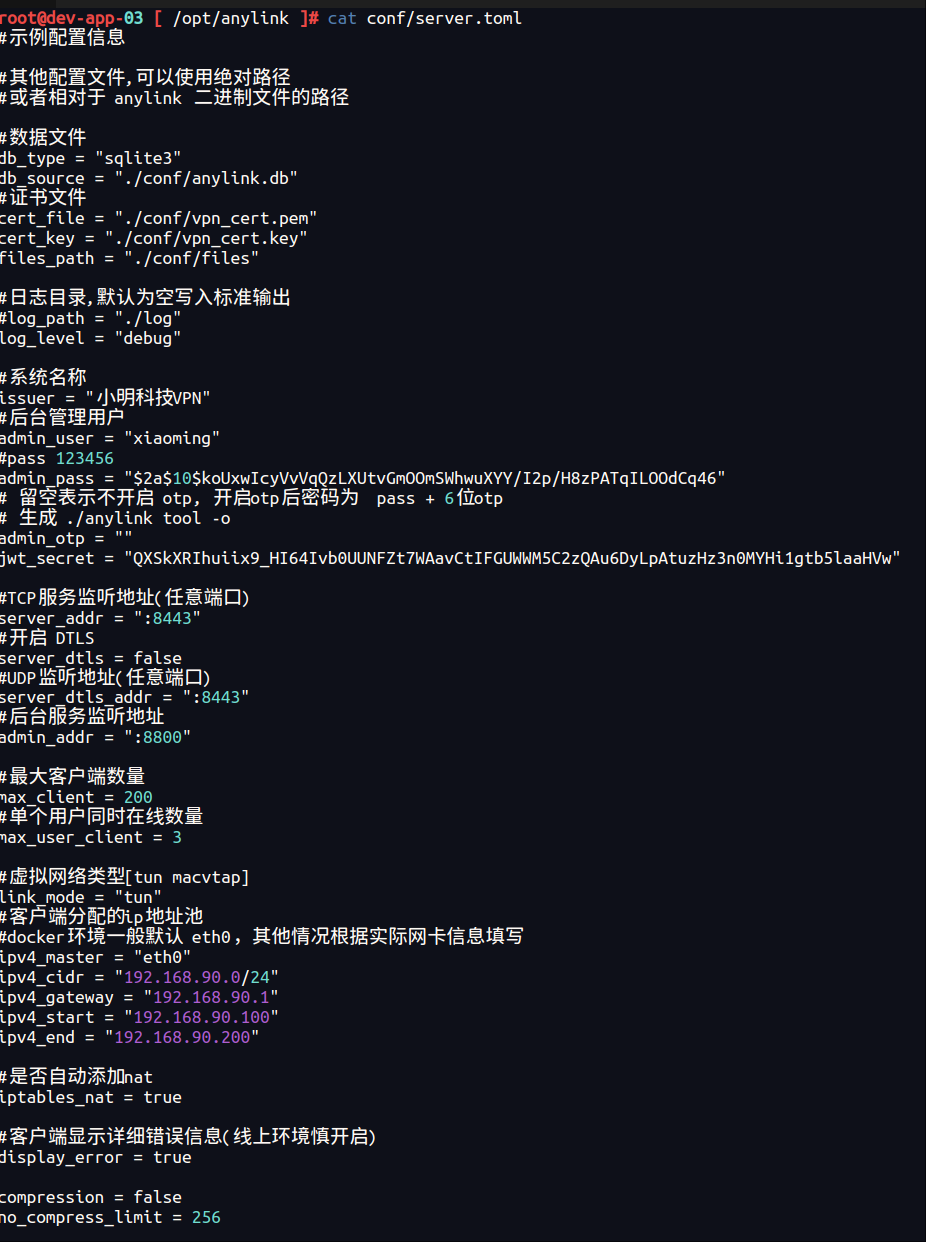 root@dev-app-03 [ /opt/anylink ]# cat conf/server.toml
#示例配置信息
#其他配置文件,可以使用绝对路径
#或者相对于 anylink 二进制文件的路径
#数据文件
db_type = "sqlite3"
db_source = "./conf/anylink.db"
#证书文件
cert_file = "./conf/vpn_cert.pem"
cert_key = "./conf/vpn_cert.key"
files_path = "./conf/files"
#日志目录,默认为空写入标准输出
#log_path = "./log"
log_level = "debug"
#系统名称
issuer = "小明科技VPN"
#后台管理用户
admin_user = "xiaoming"
#pass 123456
admin_pass = "$2a$10$koUxwIcyVvVqQzLXUtvGmOOmSWhwuXYY/I2p/H8zPATqILOOdCq46"
# 留空表示不开启 otp, 开启otp后密码为  pass + 6位otp
# 生成 ./anylink tool -o
admin_otp = ""
jwt_secret = "QXSkXRIhuiix9_HI64Ivb0UUNFZt7WAavCtIFGUWWM5C2zQAu6DyLpAtuzHz3n0MYHi1gtb5laaHVw"
#TCP服务监听地址(任意端口)
server_addr = ":8443"
#开启 DTLS
server_dtls = false
#UDP监听地址(任意端口)
server_dtls_addr = ":8443"
#后台服务监听地址
admin_addr = ":8800"
#最大客户端数量
max_client = 200
#单个用户同时在线数量
max_user_client = 3
#虚拟网络类型[tun macvtap]
link_mode = "tun"
#客户端分配的ip地址池
#docker环境一般默认 eth0，其他情况根据实际网卡信息填写
ipv4_master = "eth0"
ipv4_cidr = "192.168.90.0/24"
ipv4_gateway = "192.168.90.1"
ipv4_start = "192.168.90.100"
ipv4_end = "192.168.90.200"
#是否自动添加nat
iptables_nat = true
#客户端显示详细错误信息(线上环境慎开启)
display_error = true
compression = false
no_compress_limit = 256